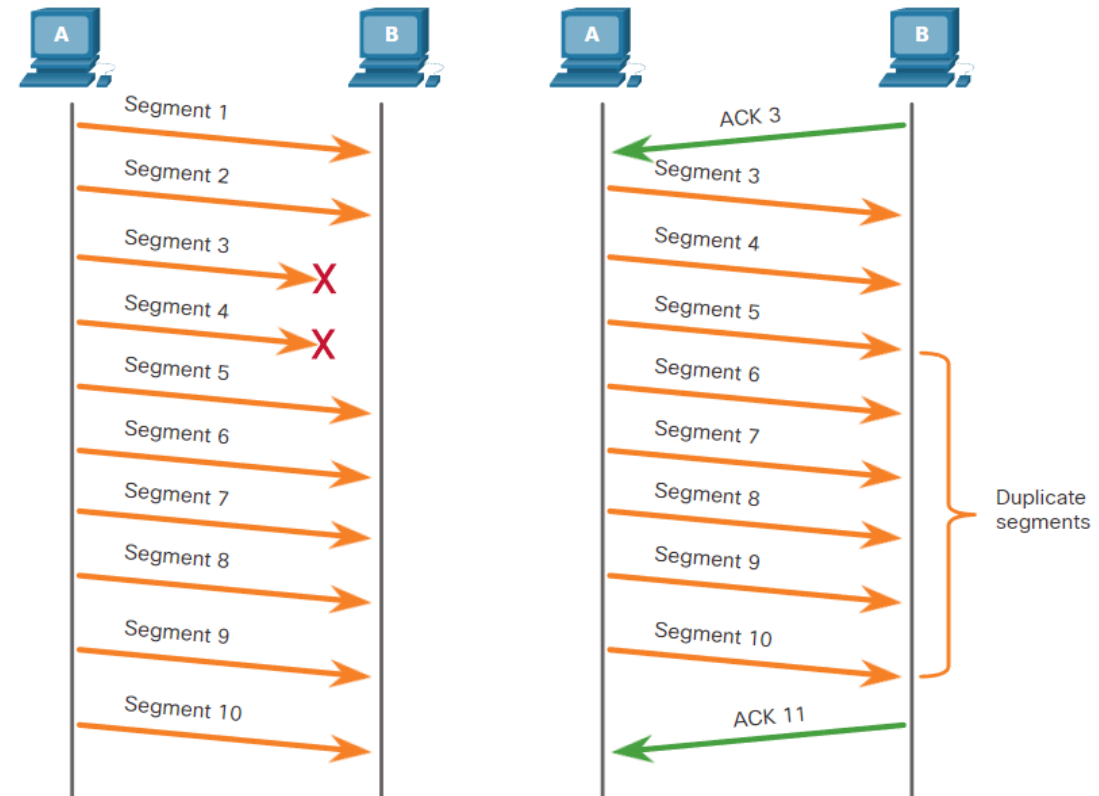 A
B
Segment 1
Segment 2
Segment 3
X
Segment 4
X
Segment 5
Segment 6
Segment 7
Segment 8
Segment 9
Segment 10
A
B
ACK 3
Segment 3
Segment 4
Segment 5
Segment 6
Segment 7
Segment 8
Segment 9
Segment 10
Duplicate
segments
ACK 11